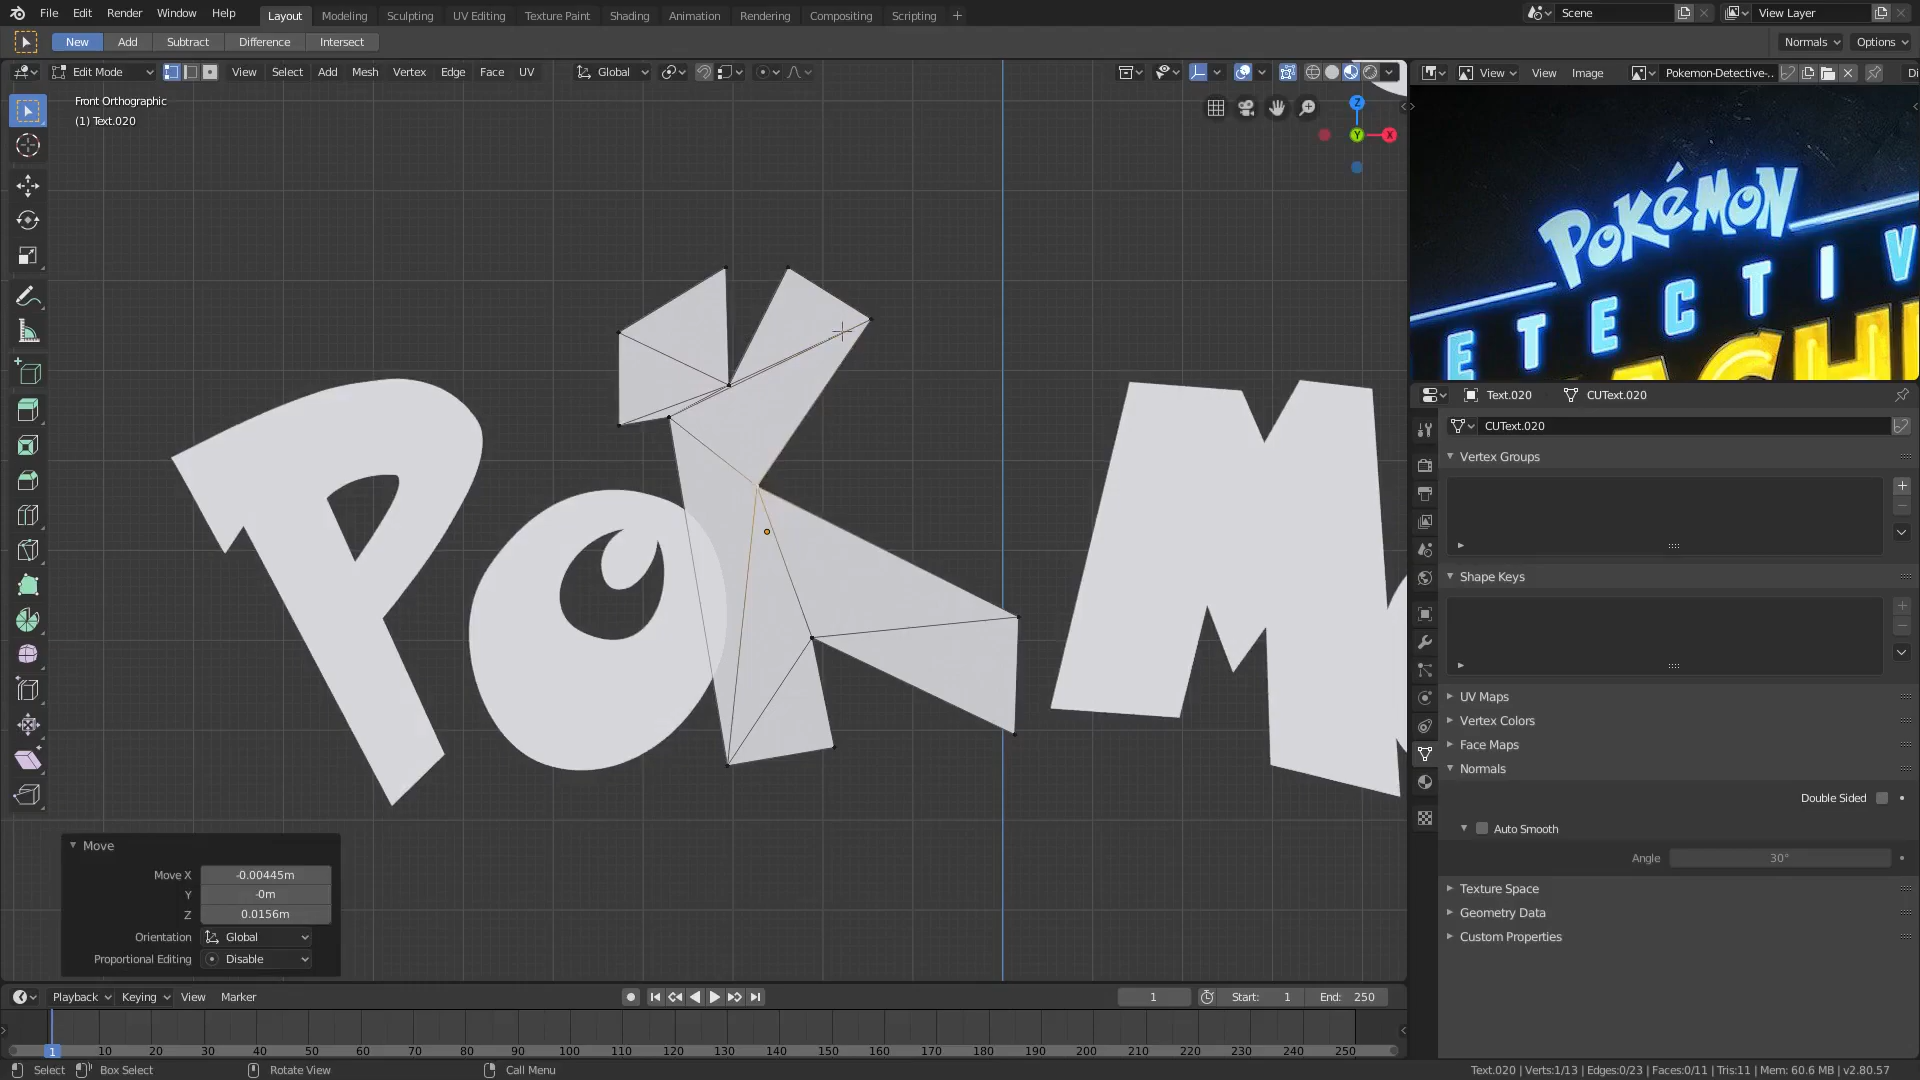 File Edit Render Window Help Layout Modeling Sculpting UV Editing Texture Paint Shading Animation Rendering Compositing Scripting + Scene View Layer
New Add Subtract Difference Intersect Normals Options
Edit Mode View Select Add Mesh Vertex Edge Face UV Global View View Image Pokemon-Detective-.. Di
Front Orthographic
(1) Text.020
Z
Y X
POKéMON
ETECTIV
ACHU
PoK M
Text.020 CUText.020
CUText.020
Vertex Groups
Shape Keys
UV Maps
Vertex Colors
Face Maps
Normals
Double Sided
Auto Smooth
Angle 30°
Texture Space
Geometry Data
Custom Properties
Move
Move X -0.00445m
Y -0m
Z 0.0156m
Orientation Global
Proportional Editing Disable
Playback Keying View Marker 1 Start: 1 End: 250
1 10 20 30 40 50 60 70 80 90 100 110 120 130 140 150 160 170 180 190 200 210 220 230 240 250
Select Box Select Rotate View Call Menu Text.020 | Verts:1/13 | Edges:0/23 | Faces:0/11 | Tris:11 | Mem: 60.6 MB | v2.80.57